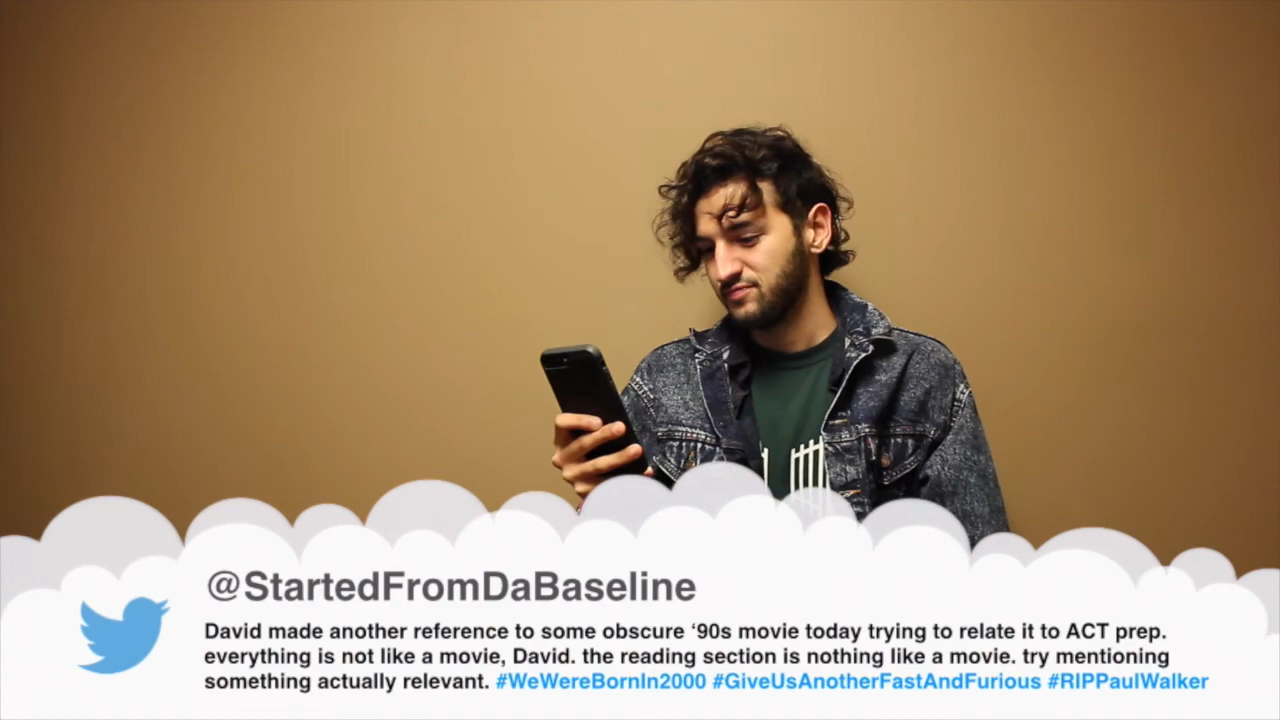 @StartedFromDaBaseline
David made another reference to some obscure ‘90s movie today trying to relate it to ACT prep.
everything is not like a movie, David. the reading section is nothing like a movie. try mentioning
something actually relevant. #WeWereBornIn2000 #GiveUsAnotherFastAndFurious #RIPPaulWalker